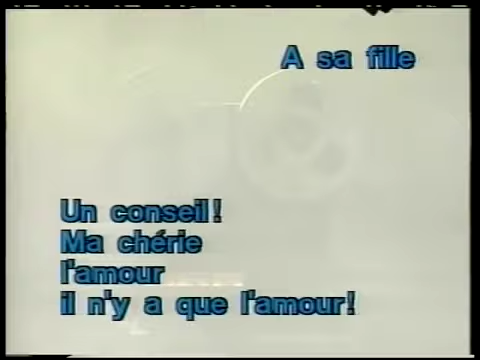 A sa fille
Un conseil!
Ma chérie
l'amour
il n'y a que l'amour!